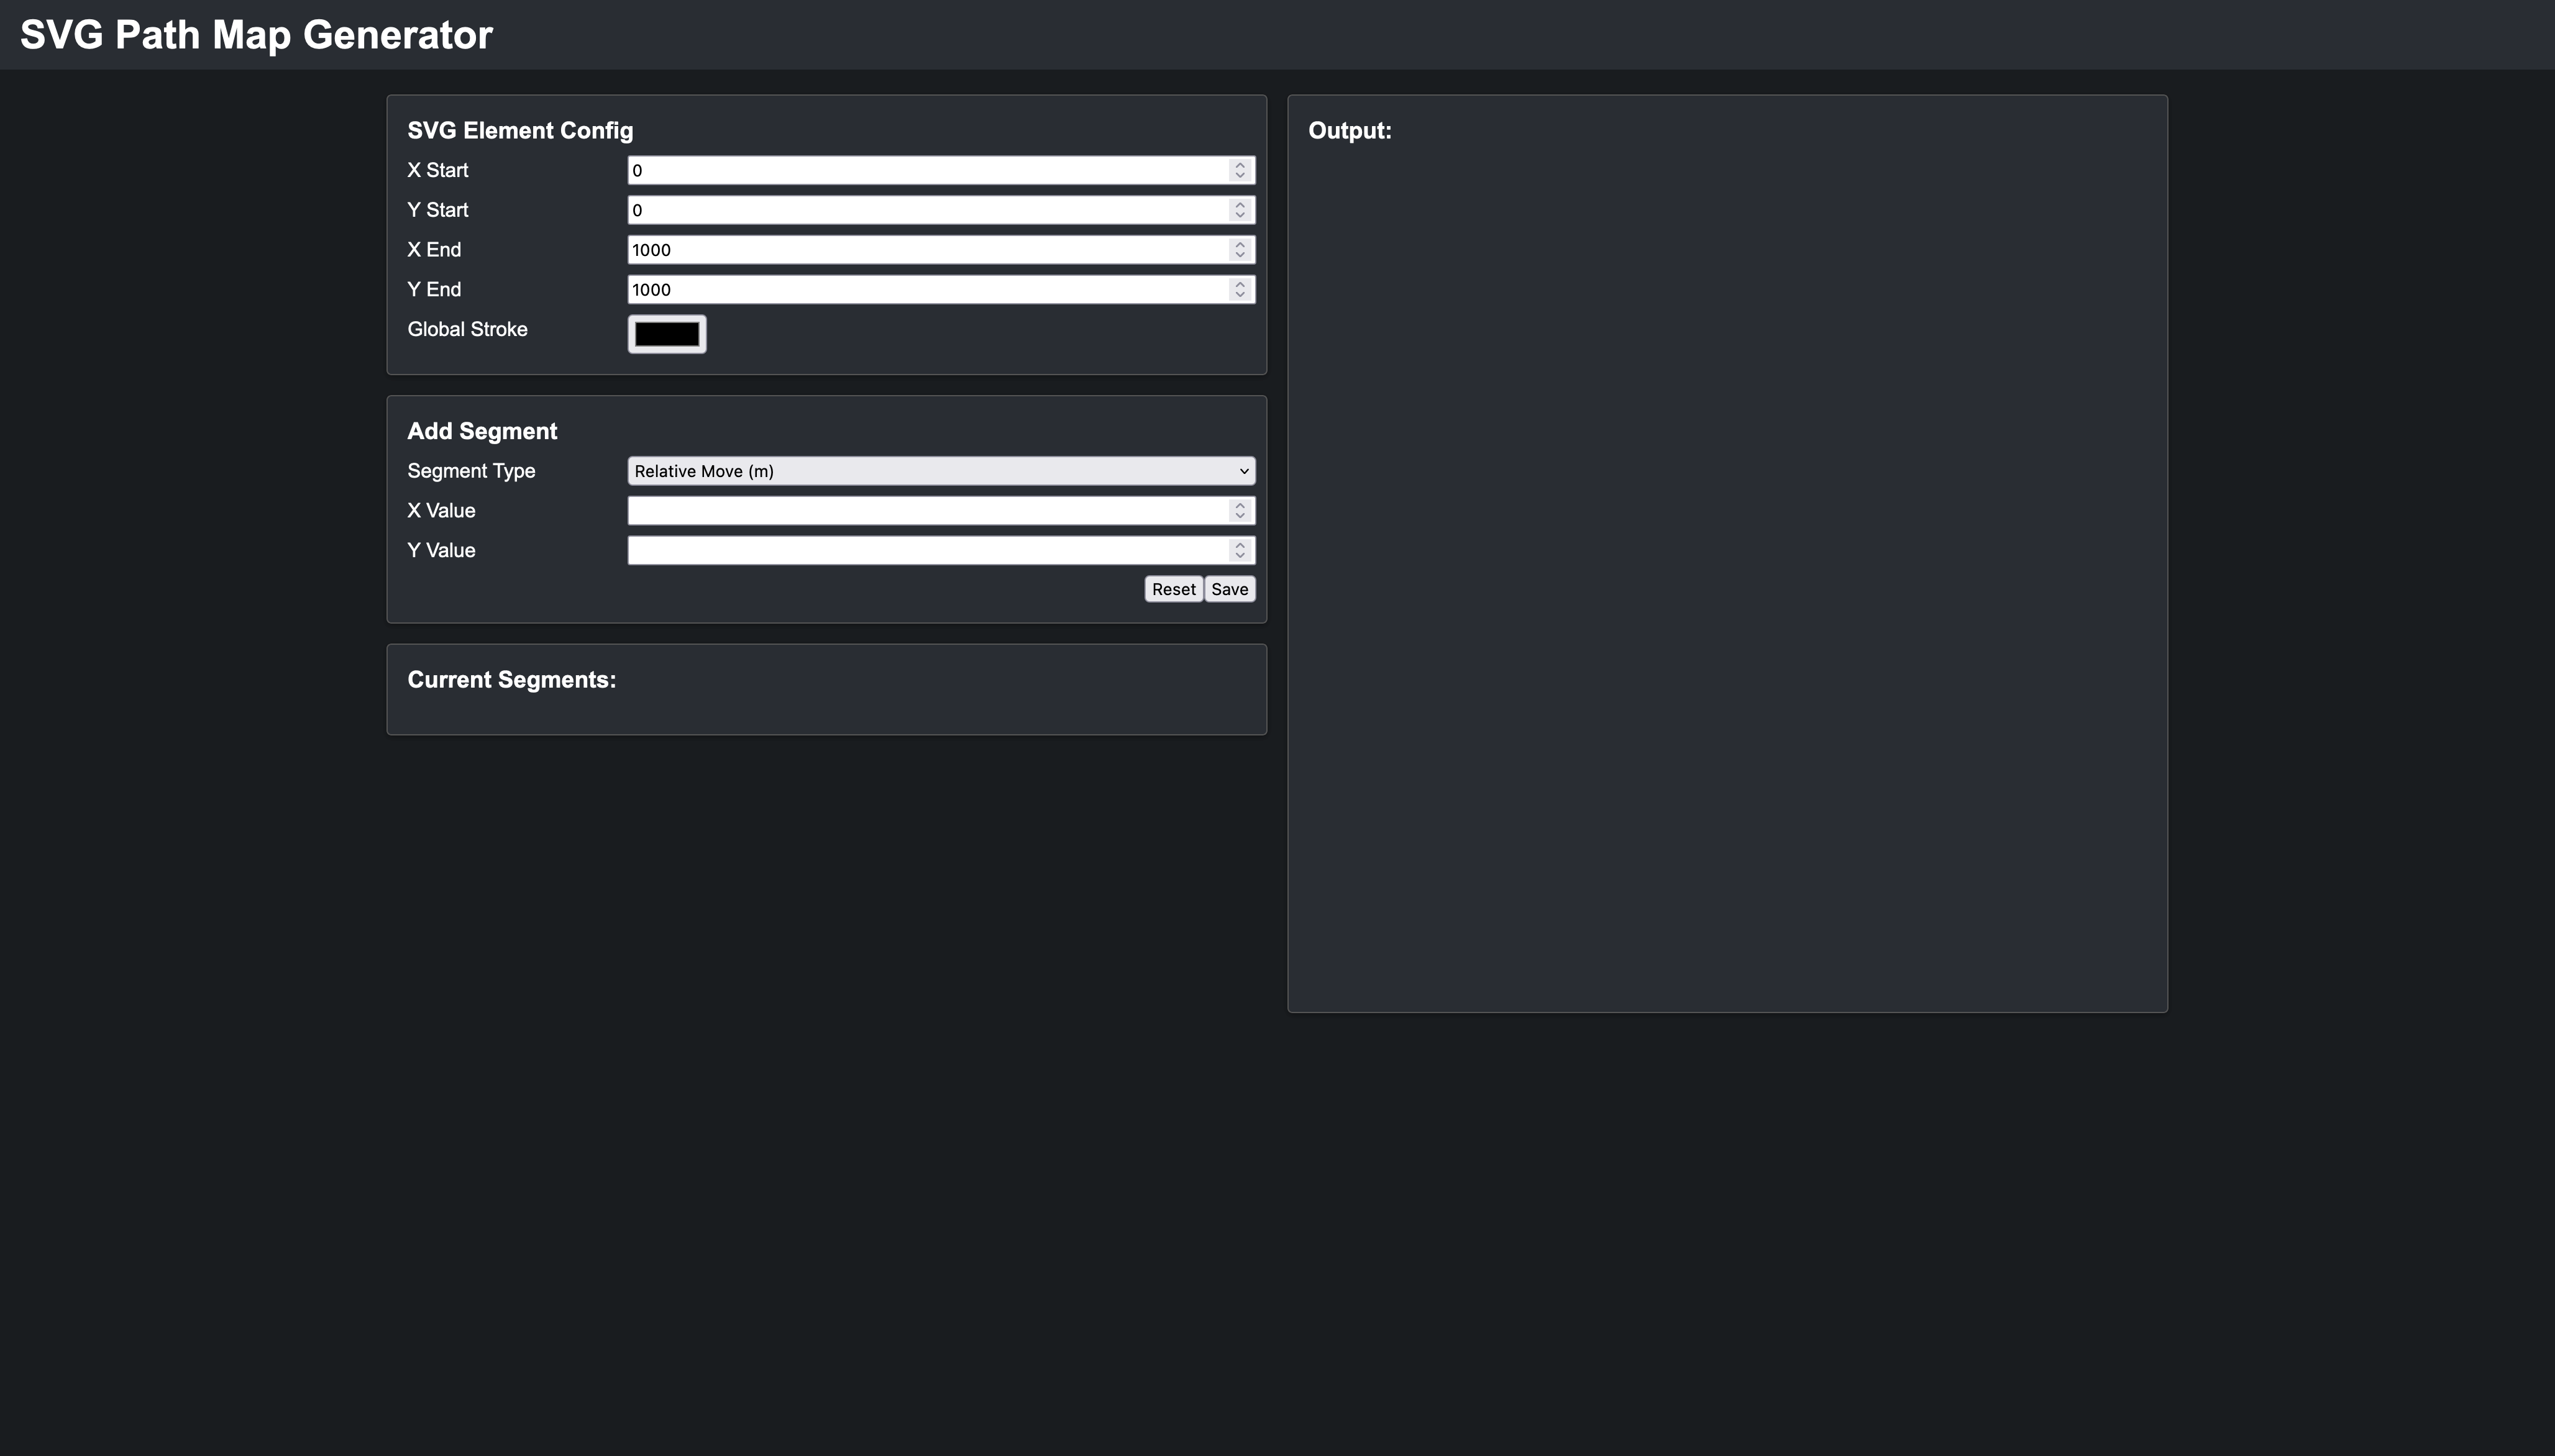 SVG Path Map Generator
SVG Element Config
X Start
0
Y Start
0
X End
1000
Y End
1000
Global Stroke
Add Segment
Segment Type
Relative Move (m)
X Value
Y Value
Reset
Save
Current Segments:
Output: